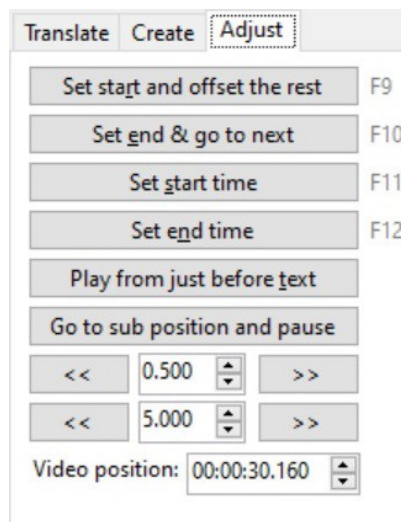 Translate Create Adjust
Set start and offset the rest F9
Set end & go to next F10
Set start time F11
Set end time F12
Play from just before text
Go to sub position and pause
<< 0.500 >>
<< 5.000 >>
Video position: 00:00:30.160